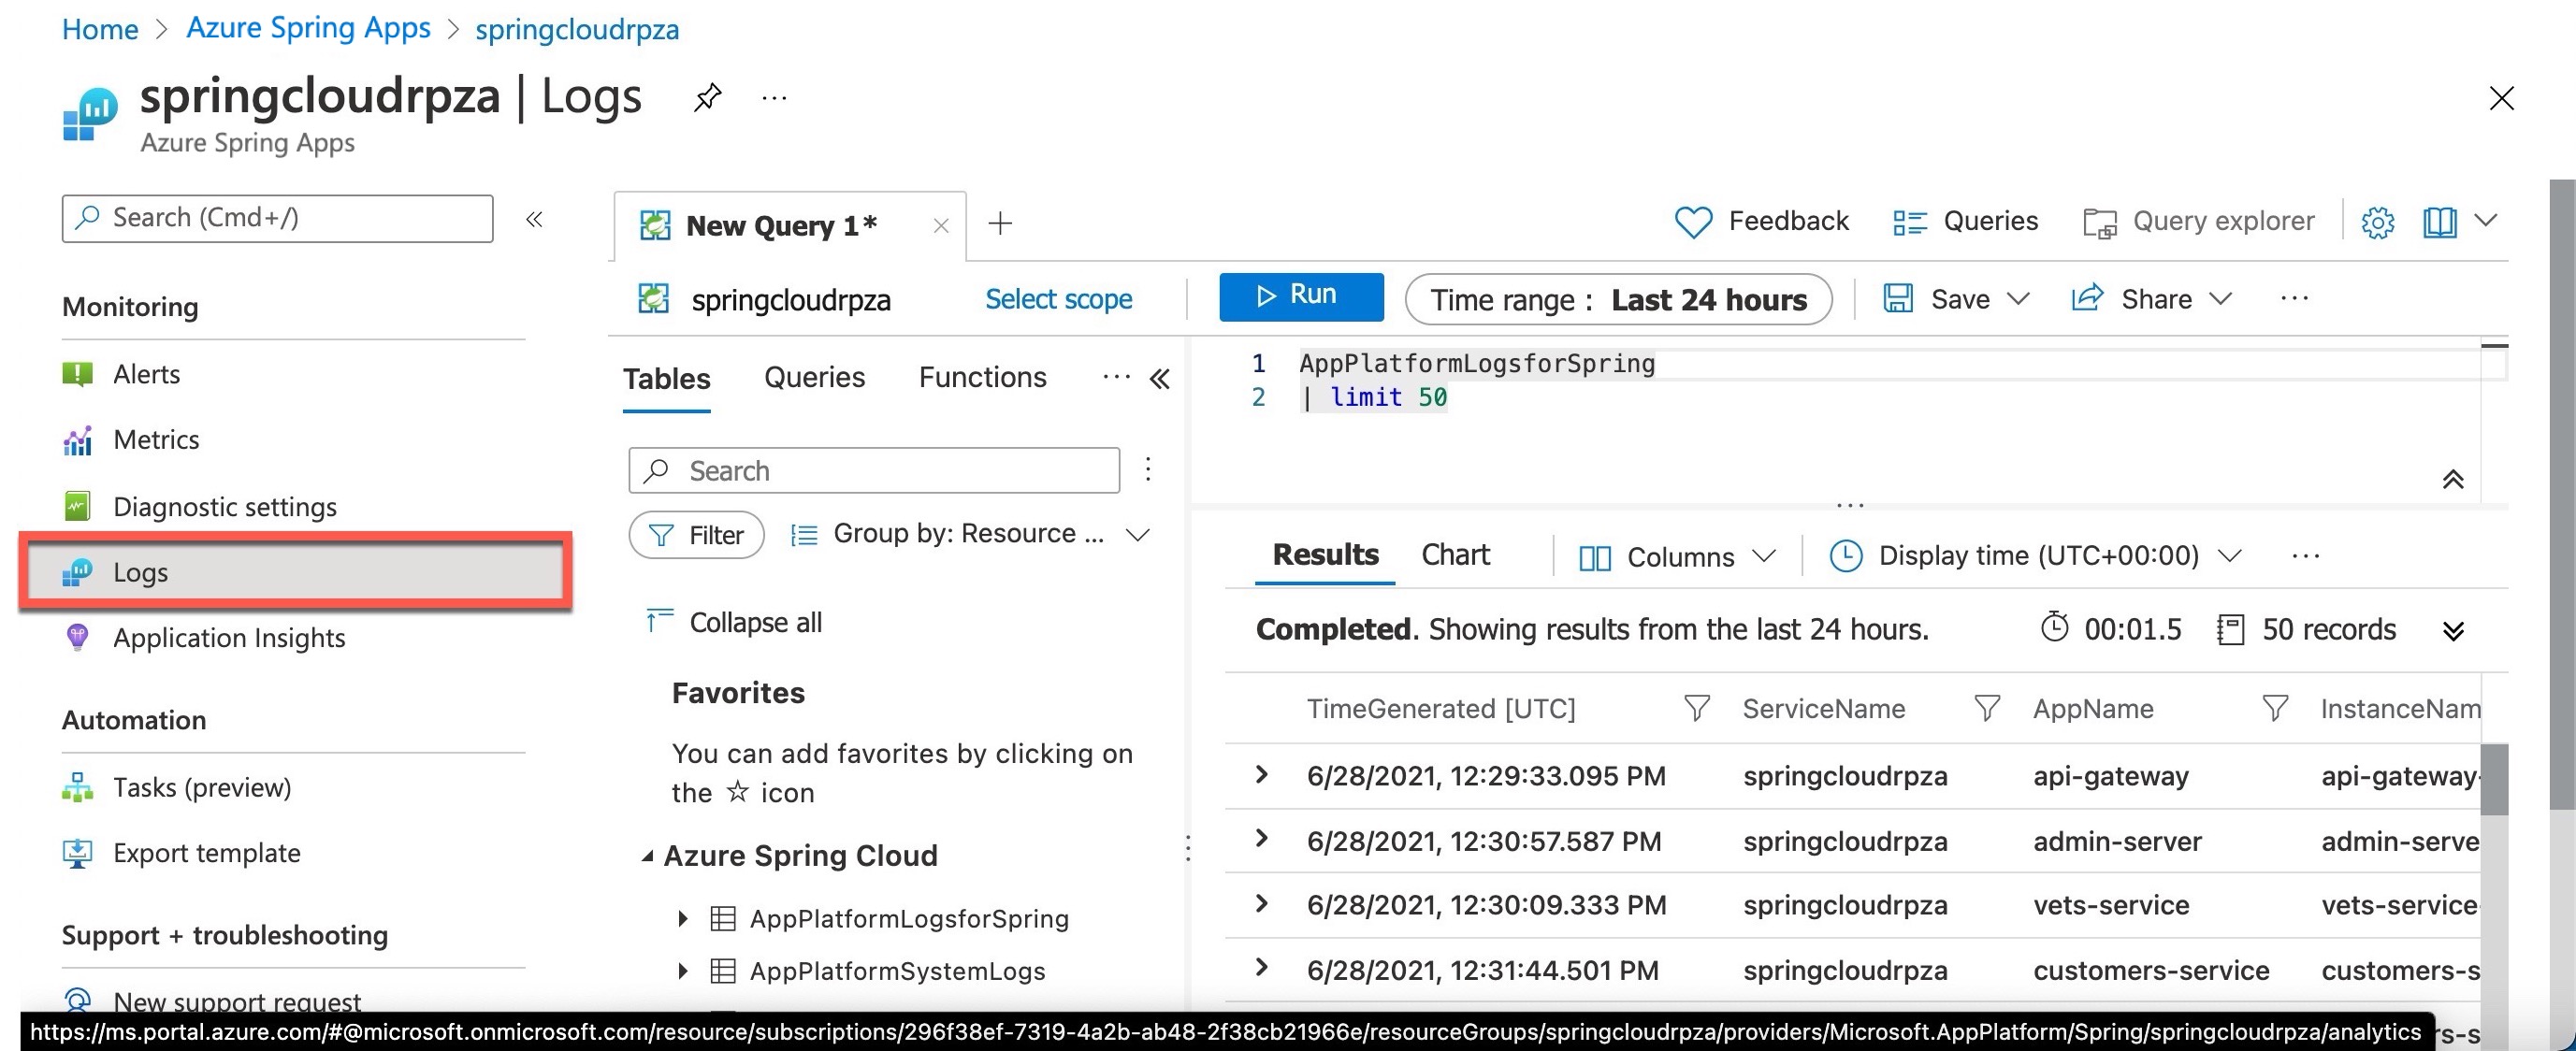 Home > Azure Spring Apps > springcloudrpza
springcloudrpza | Logs ...
Azure Spring Apps
Search (Cmd+/) «
Monitoring
Alerts
Metrics
Diagnostic settings
Logs
Application Insights
Automation
Tasks (preview)
Export template
Support + troubleshooting
New support request
New Query 1* × +
Feedback Queries Query explorer
springcloudrpza Select scope Run Time range : Last 24 hours Save Share ...
Tables Queries Functions ... «
Search
Filter Group by: Resource ...
Collapse all
Favorites
You can add favorites by clicking on
the ☆ icon
Azure Spring Cloud
AppPlatformLogsforSpring
AppPlatformSystemLogs
1 AppPlatformLogsforSpring
2 | limit 50
Results Chart Columns Display time (UTC+00:00) ...
Completed. Showing results from the last 24 hours. 00:01.5 50 records
TimeGenerated [UTC] ServiceName AppName InstanceNam
6/28/2021, 12:29:33.095 PM springcloudrpza api-gateway api-gateway-
6/28/2021, 12:30:57.587 PM springcloudrpza admin-server admin-serve
6/28/2021, 12:30:09.333 PM springcloudrpza vets-service vets-service
6/28/2021, 12:31:44.501 PM springcloudrpza customers-service customers-s
https://ms.portal.azure.com/#@microsoft.onmicrosoft.com/resource/subscriptions/296f38ef-7319-4a2b-ab48-2f38cb21966e/resourceGroups/springcloudrpza/providers/Microsoft.AppPlatform/Spring/springcloudrpza/analytics